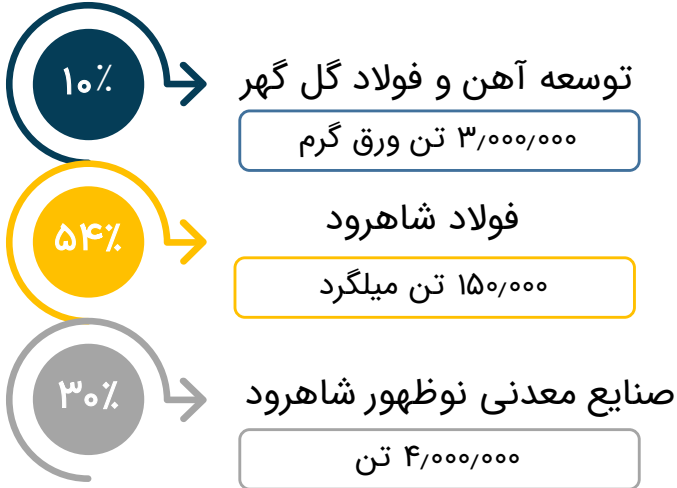 ۱۰٪
توسعه آهن و فولاد گل گهر
۳٫۰۰۰٫۰۰۰ تن ورق گرم
۵۴٪
فولاد شاهرود
۱۵۰٫۰۰۰ تن میلگرد
۳۰٪
صنایع معدنی نوظهور شاهرود
۴٫۰۰۰٫۰۰۰ تن